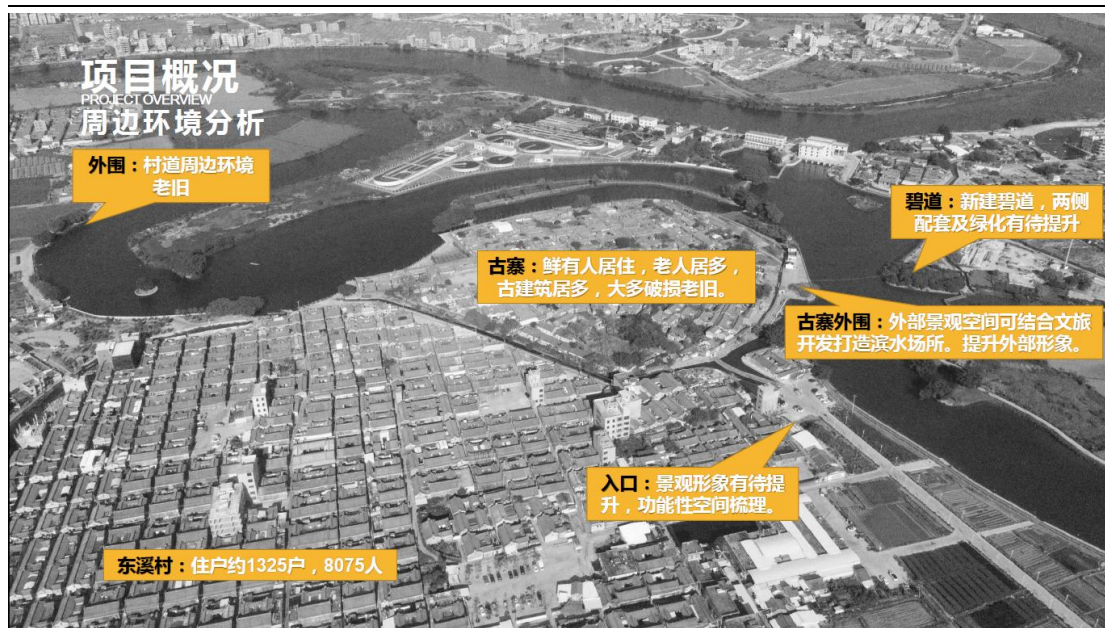 项目概况
PROJECT OVERVIEW
周边环境分析
外围：村道周边环境
老旧
碧道：新建碧道，两侧
配套及绿化有待提升
古寨：鲜有人居住，老人居多，
古建筑居多，大多破损老旧。
古寨外围：外部景观空间可结合文旅
开发打造滨水场所。提升外部形象。
入口：景观形象有待提
升，功能性空间梳理。
东溪村：住户约1325户，8075人